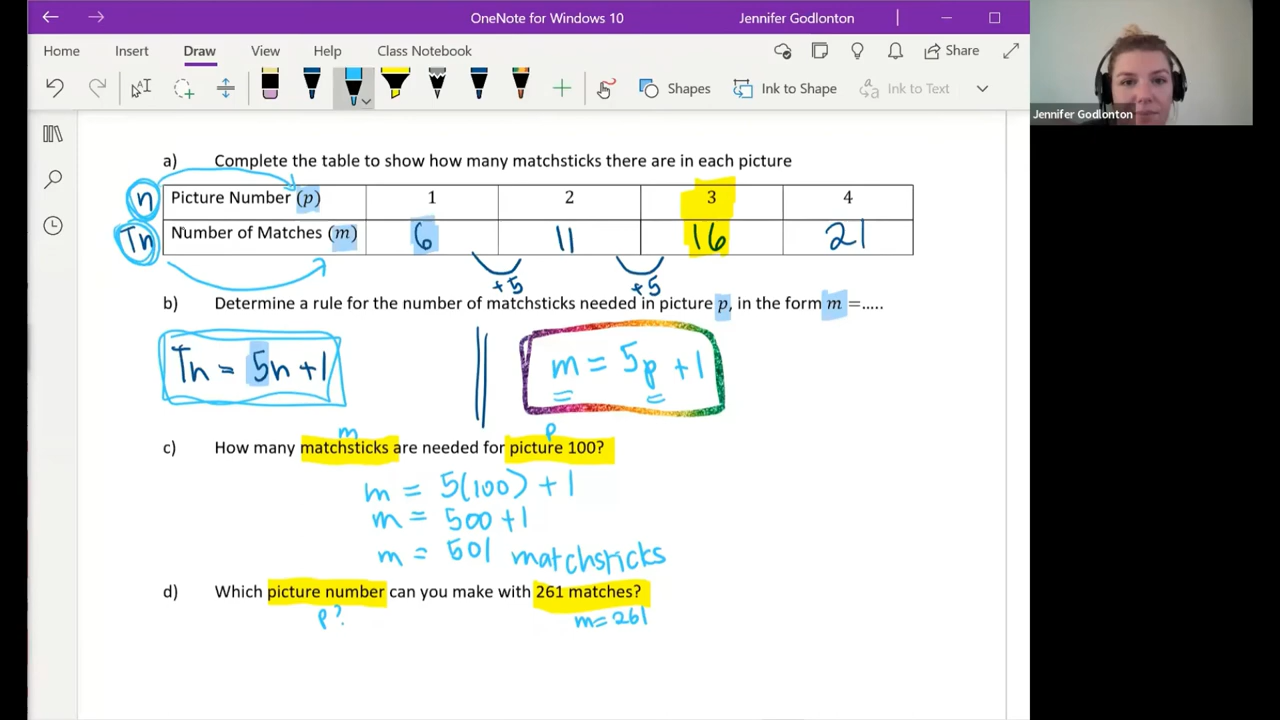 OneNote for Windows 10
Jennifer Godlonton
Home Insert Draw View Help Class Notebook Share
Shapes Ink to Shape Ink to Text
Jennifer Godlonton
a) Complete the table to show how many matchsticks there are in each picture
n Picture Number (p) 1 2 3 4
Tn Number of Matches (m) 6 11 16 21
+5 +5
b) Determine a rule for the number of matchsticks needed in picture p, in the form m =.....
Tn = 5n +1 m = 5p +1
m p
c) How many matchsticks are needed for picture 100?
m = 5(100) + 1
m = 500 +1
m = 501 matchsticks
d) Which picture number can you make with 261 matches?
p? m=261